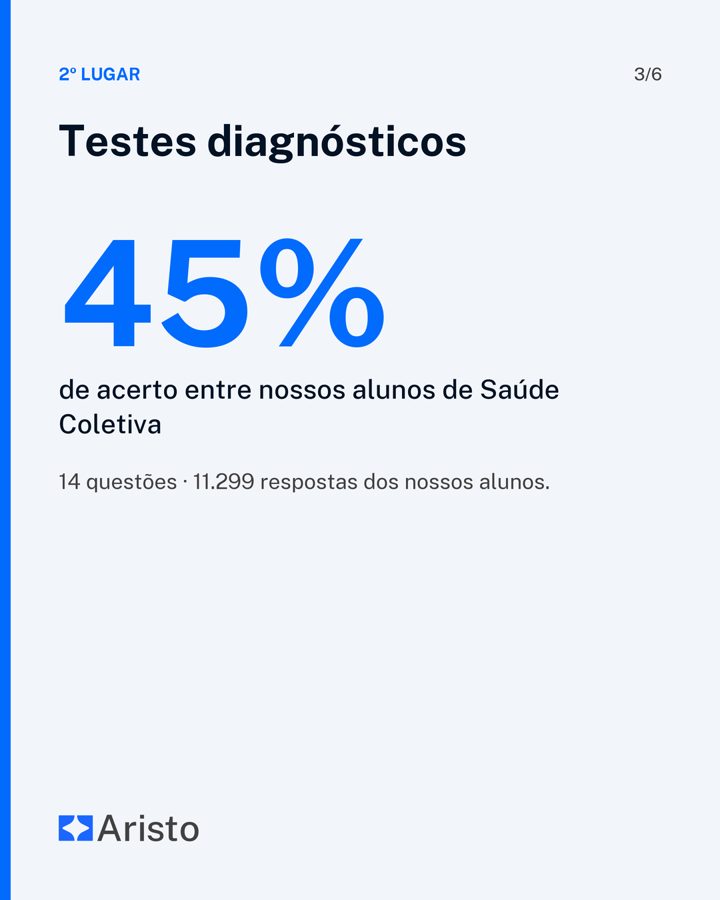 2º LUGAR
3/6
Testes diagnósticos
45%
de acerto entre nossos alunos de Saúde
Coletiva
14 questões · 11.299 respostas dos nossos alunos.
Aristo